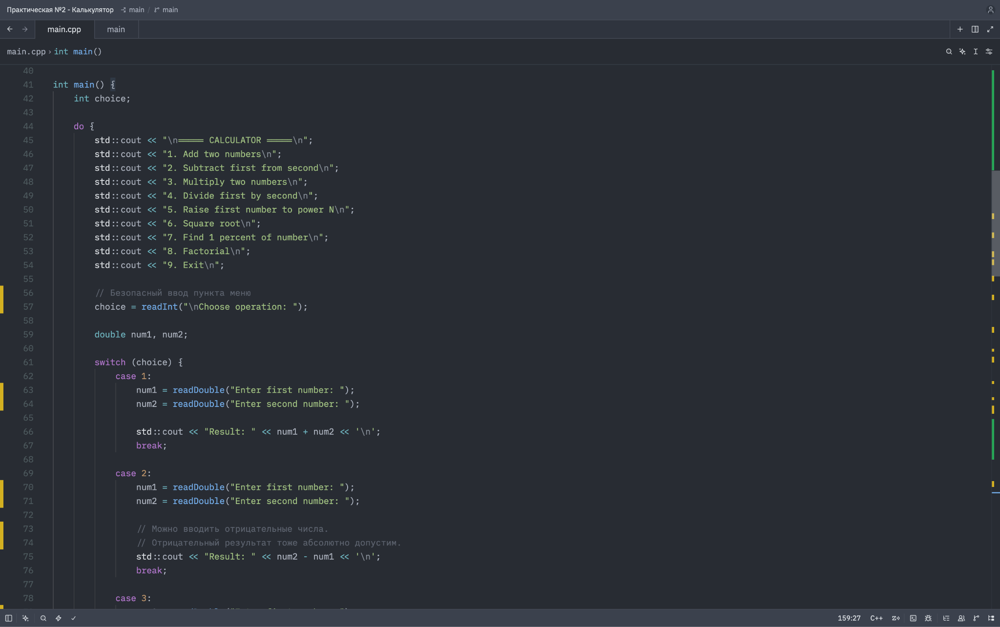 Практическая №2 - Калькулятор main / main
main.cpp main
main.cpp › int main()
40
41 int main() {
42 int choice;
43
44 do {
45 std::cout << "\n===== CALCULATOR =====\n";
46 std::cout << "1. Add two numbers\n";
47 std::cout << "2. Subtract first from second\n";
48 std::cout << "3. Multiply two numbers\n";
49 std::cout << "4. Divide first by second\n";
50 std::cout << "5. Raise first number to power N\n";
51 std::cout << "6. Square root\n";
52 std::cout << "7. Find 1 percent of number\n";
53 std::cout << "8. Factorial\n";
54 std::cout << "9. Exit\n";
55
56 // Безопасный ввод пункта меню
57 choice = readInt("\nChoose operation: ");
58
59 double num1, num2;
60
61 switch (choice) {
62 case 1:
63 num1 = readDouble("Enter first number: ");
64 num2 = readDouble("Enter second number: ");
65
66 std::cout << "Result: " << num1 + num2 << '\n';
67 break;
68
69 case 2:
70 num1 = readDouble("Enter first number: ");
71 num2 = readDouble("Enter second number: ");
72
73 // Можно вводить отрицательные числа.
74 // Отрицательный результат тоже абсолютно допустим.
75 std::cout << "Result: " << num2 - num1 << '\n';
76 break;
77
78 case 3:
159:27 C++